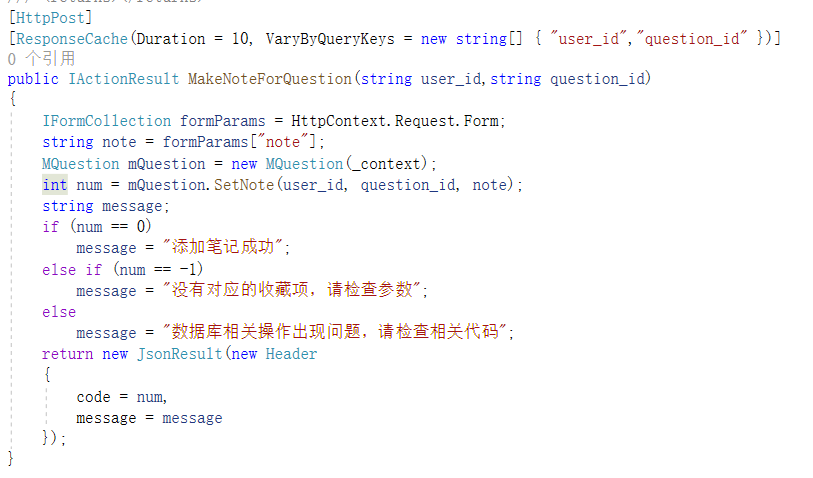 /// <returns></returns>
[HttpPost]
[ResponseCache(Duration = 10, VaryByQueryKeys = new string[] { "user_id","question_id" })]
0 个引用
public IActionResult MakeNoteForQuestion(string user_id,string question_id)
{
IFormCollection formParams = HttpContext.Request.Form;
string note = formParams["note"];
MQuestion mQuestion = new MQuestion(_context);
int num = mQuestion.SetNote(user_id, question_id, note);
string message;
if (num == 0)
message = "添加笔记成功";
else if (num == -1)
message = "没有对应的收藏项，请检查参数";
else
message = "数据库相关操作出现问题，请检查相关代码";
return new JsonResult(new Header
{
code = num,
message = message
});
}